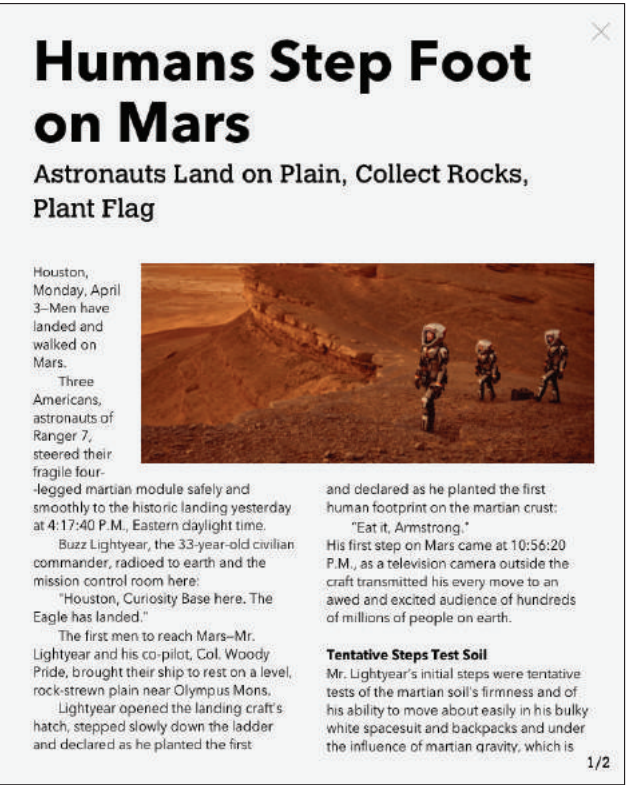 Humans Step Foot
on Mars
Astronauts Land on Plain, Collect Rocks,
Plant Flag
Houston,
Monday, April
3–Men have
landed and
walked on
Mars.
Three
Americans,
astronauts of
Ranger 7,
steered their
fragile four-
-legged martian module safely and
smoothly to the historic landing yesterday
at 4:17:40 P.M., Eastern daylight time.
Buzz Lightyear, the 33-year-old civilian
commander, radioed to earth and the
mission control room here:
"Houston, Curiosity Base here. The
Eagle has landed."
The first men to reach Mars–Mr.
Lightyear and his co-pilot, Col. Woody
Pride, brought their ship to rest on a level,
rock-strewn plain near Olympus Mons.
Lightyear opened the landing craft's
hatch, stepped slowly down the ladder
and declared as he planted the first
and declared as he planted the first
human footprint on the martian crust:
"Eat it, Armstrong."
His first step on Mars came at 10:56:20
P.M., as a television camera outside the
craft transmitted his every move to an
awed and excited audience of hundreds
of millions of people on earth.
Tentative Steps Test Soil
Mr. Lightyear's initial steps were tentative
tests of the martian soil's firmness and of
his ability to move about easily in his bulky
white spacesuit and backpacks and under
the influence of martian gravity, which is
1/2